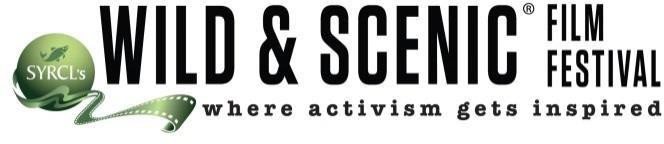 SYRCL's
WILD & SCENIC® FILM FESTIVAL
where activism gets inspired